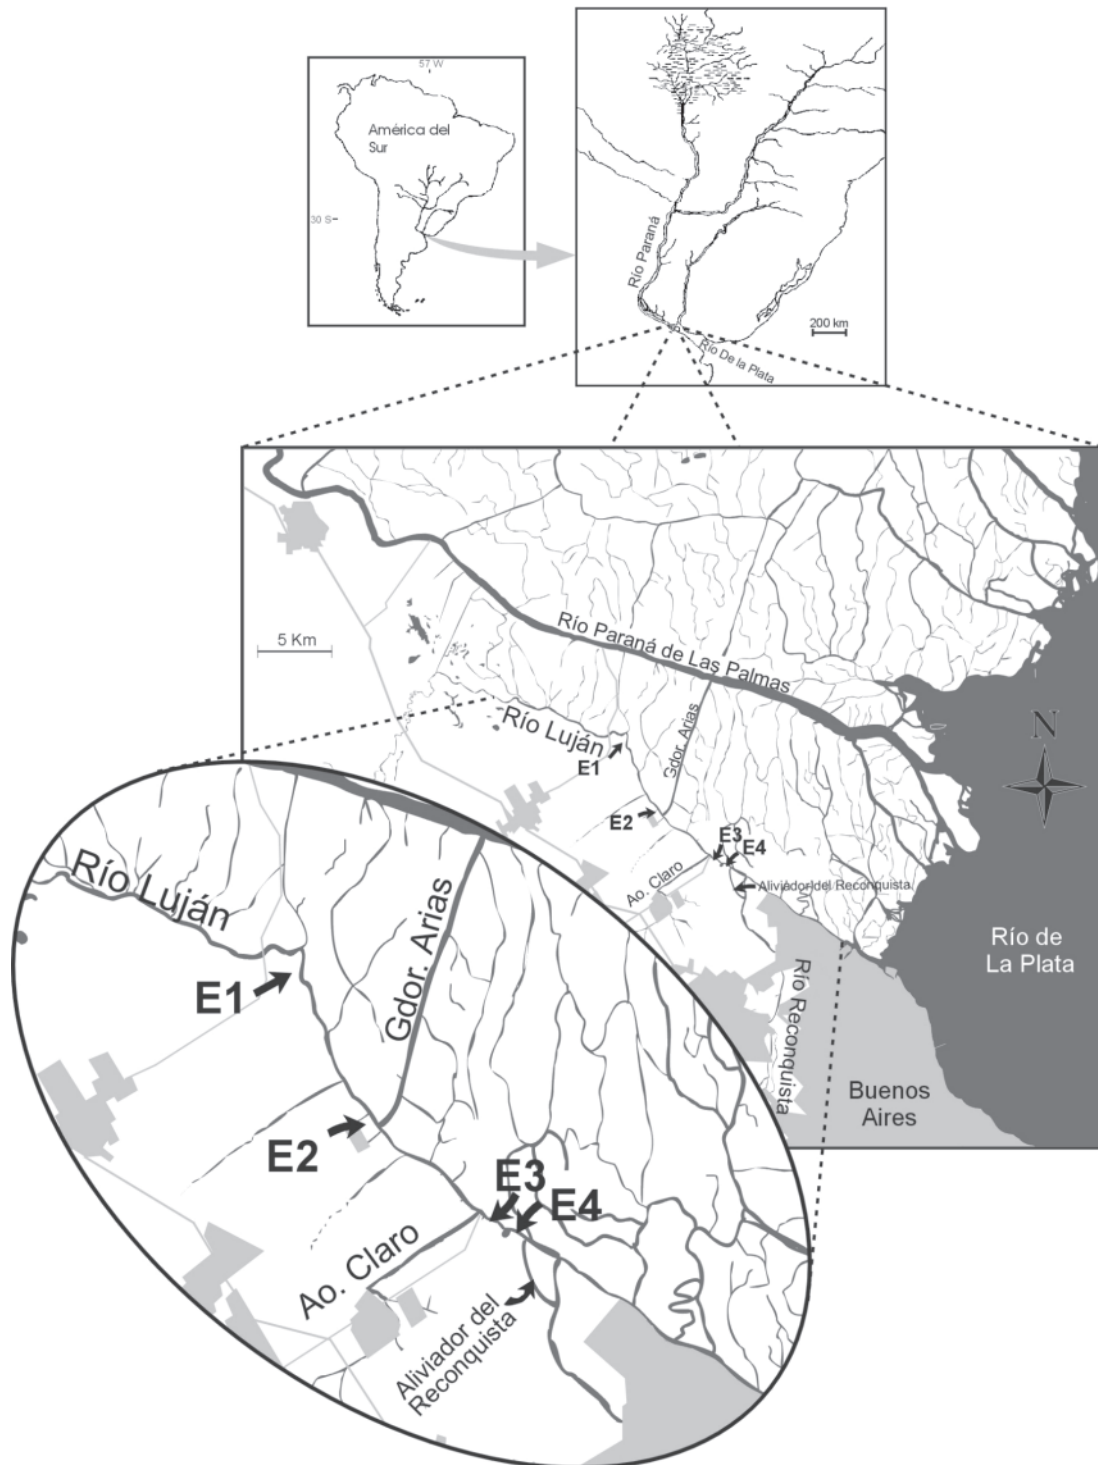 57 W
América del
Sur
30 S
Río Paraná
200 km
Río De la Plata
5 Km
Río Paraná de Las Palmas
Río Luján
Gdor. Arias
E1
E2
E3
E4
Ao. Claro
Aliviador del Reconquista
N
Río de
La Plata
Río Reconquista
Buenos
Aires
Río Luján
Gdor. Arias
E1
E2
E3
E4
Ao. Claro
Aliviador del
Reconquista